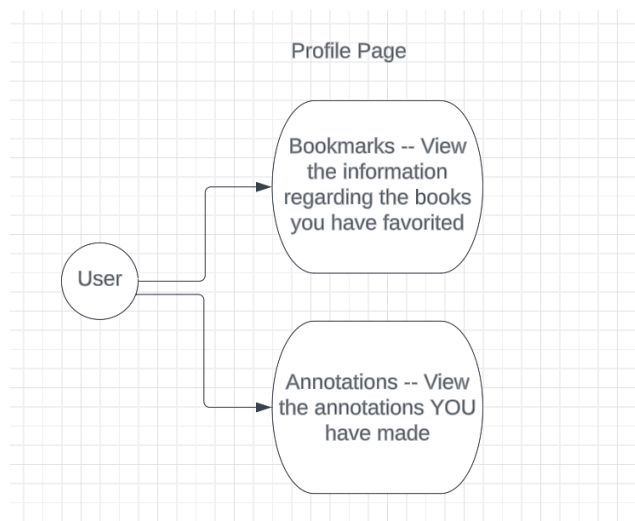 Profile Page
Bookmarks -- View
the information
regarding the books
you have favorited
User
Annotations -- View
the annotations YOU
have made